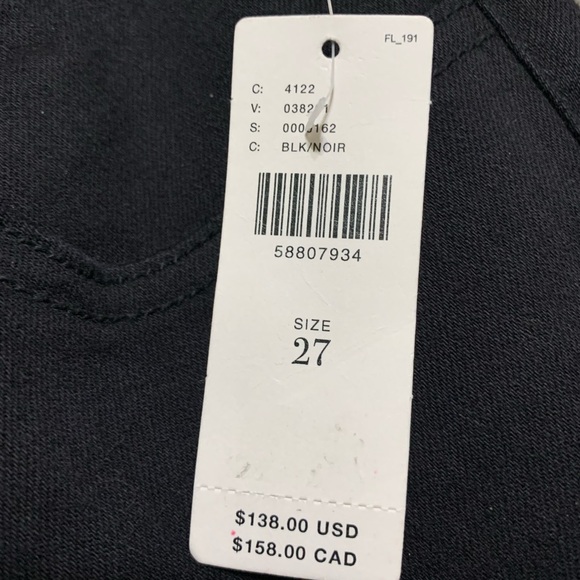 FL_191
C: 4122
V:
S:
C: BLK/NOIR
58807934
SIZE
27
$138.00 USD
$158.00 CAD